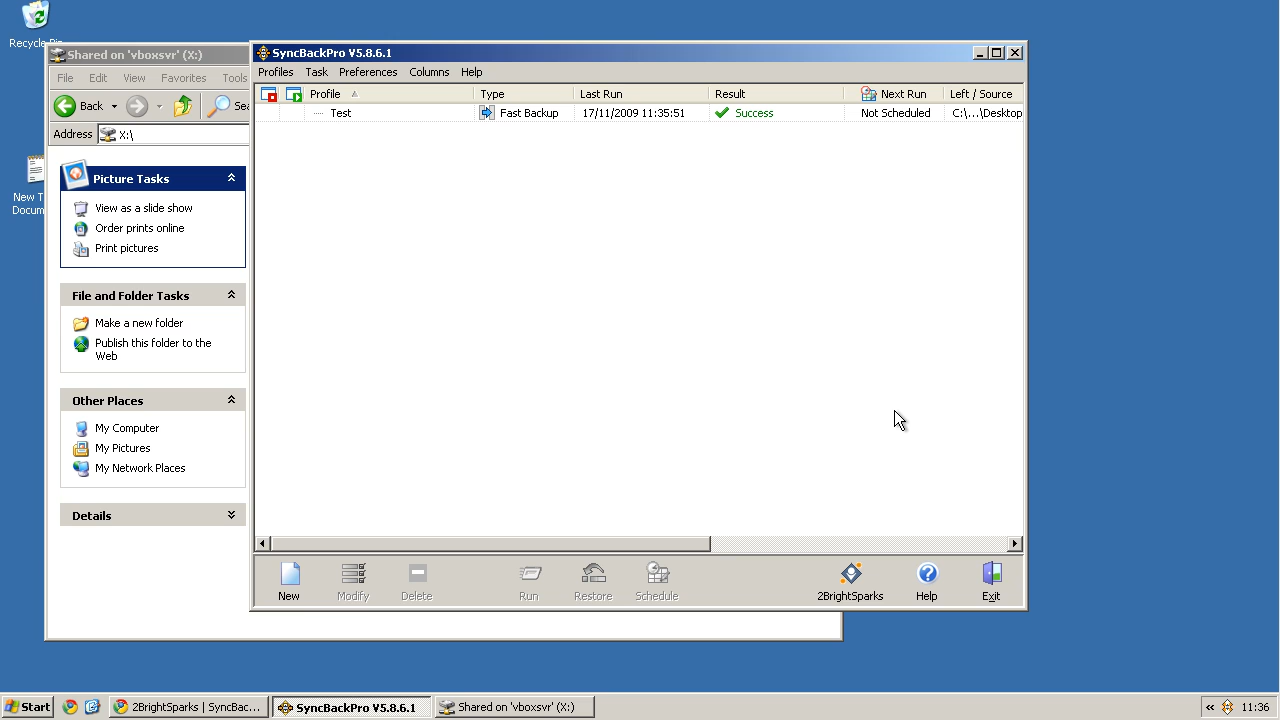 Recycle Bin
Shared on 'vboxsvr' (X:)
File Edit View Favorites Tools
Back
Address X:\
Picture Tasks
View as a slide show
Order prints online
Print pictures
File and Folder Tasks
Make a new folder
Publish this folder to the
Web
Other Places
My Computer
My Pictures
My Network Places
Details
New T
Docum
SyncBackPro V5.8.6.1
Profiles Task Preferences Columns Help
Profile Type Last Run Result Next Run Left / Source
Test Fast Backup 17/11/2009 11:35:51 Success Not Scheduled C:\...\Desktop
New Modify Delete Run Restore Schedule 2BrightSparks Help Exit
Start 2BrightSparks | SyncBac... SyncBackPro V5.8.6.1 Shared on 'vboxsvr' (X:) 11:36